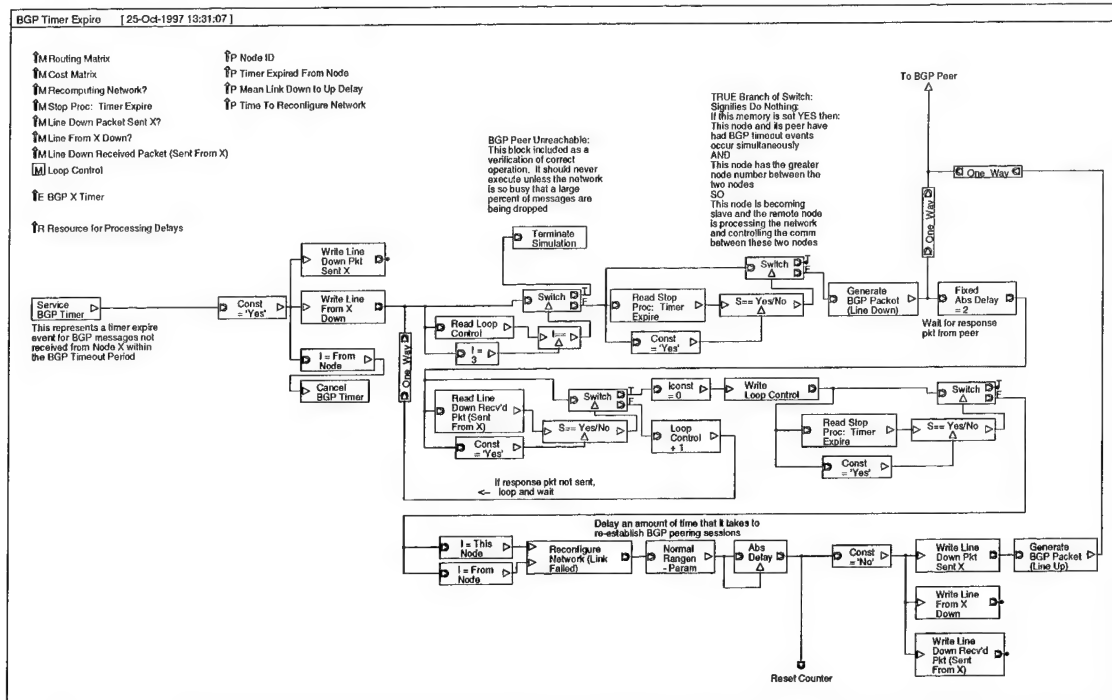 BGP Timer Expire [25-Oct-1997 13:31:07]
M Routing Matrix
M Cost Matrix
M Recomputing Network?
M Stop Proc: Timer Expire
M Line Down Packet Sent X?
M Line From X Down?
M Line Down Received Packet (Sent From X)
M Loop Control
E BGP X Timer
R Resource for Processing Delays
P Node ID
P Timer Expired From Node
P Mean Link Down to Up Delay
P Time To Reconfigure Network
To BGP Peer
TRUE Branch of Switch:
Signifies Do Nothing:
If this memory is set YES then:
This node and its peer have
had BGP timeout events
occur simultaneously
AND
This node has the greater
node number between the
two nodes
SO
This node is becoming
slave and the remote node
is processing the network
and controlling the comm
between these two nodes
BGP Peer Unreachable:
This block included as a
verification of correct
operation. It should never
execute unless the network
is so busy that a large
percent of messages are
being dropped
One_Way
One_Way
Terminate
Simulation
Write Line
Down Pkt
Sent X
Service
BGP Timer
This represents a timer expire
event for BGP messages not
received from Node X within
the BGP Timeout Period
Const
= 'Yes'
Write Line
From X
Down
I = From
Node
Cancel
BGP Timer
One_Way
Switch
T
F
Read Loop
Control
I =
3
I==
Read Stop
Proc: Timer
Expire
Const
= 'Yes'
S== Yes/No
Switch
T
F
Generate
BGP Packet
(Line Down)
Fixed
Abs Delay
= 2
Wait for response
pkt from peer
Read Line
Down Recv'd
Pkt (Sent
From X)
Const
= 'Yes'
S== Yes/No
Switch
T
F
Iconst
= 0
Write
Loop Control
Loop
Control
+ 1
Read Stop
Proc: Timer
Expire
Const
= 'Yes'
S== Yes/No
Switch
T
F
If response pkt not sent,
<- loop and wait
Delay an amount of time that it takes to
re-establish BGP peering sessions
I = This
Node
I = From
Node
Reconfigure
Network (Link
Failed)
Normal
Rangen
- Param
Abs
Delay
Const
= 'No'
Write Line
Down Pkt
Sent X
Generate
BGP Packet
(Line Up)
Write Line
From X
Down
Write Line
Down Recv'd
Pkt (Sent
From X)
Reset Counter